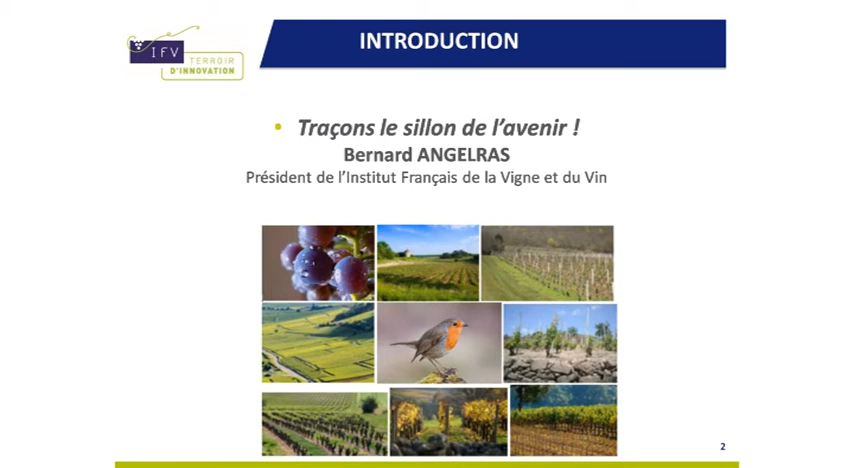 IFV
TERROIR
D'INNOVATION
INTRODUCTION
• Traçons le sillon de l'avenir !
Bernard ANGELRAS
Président de l'Institut Français de la Vigne et du Vin
2